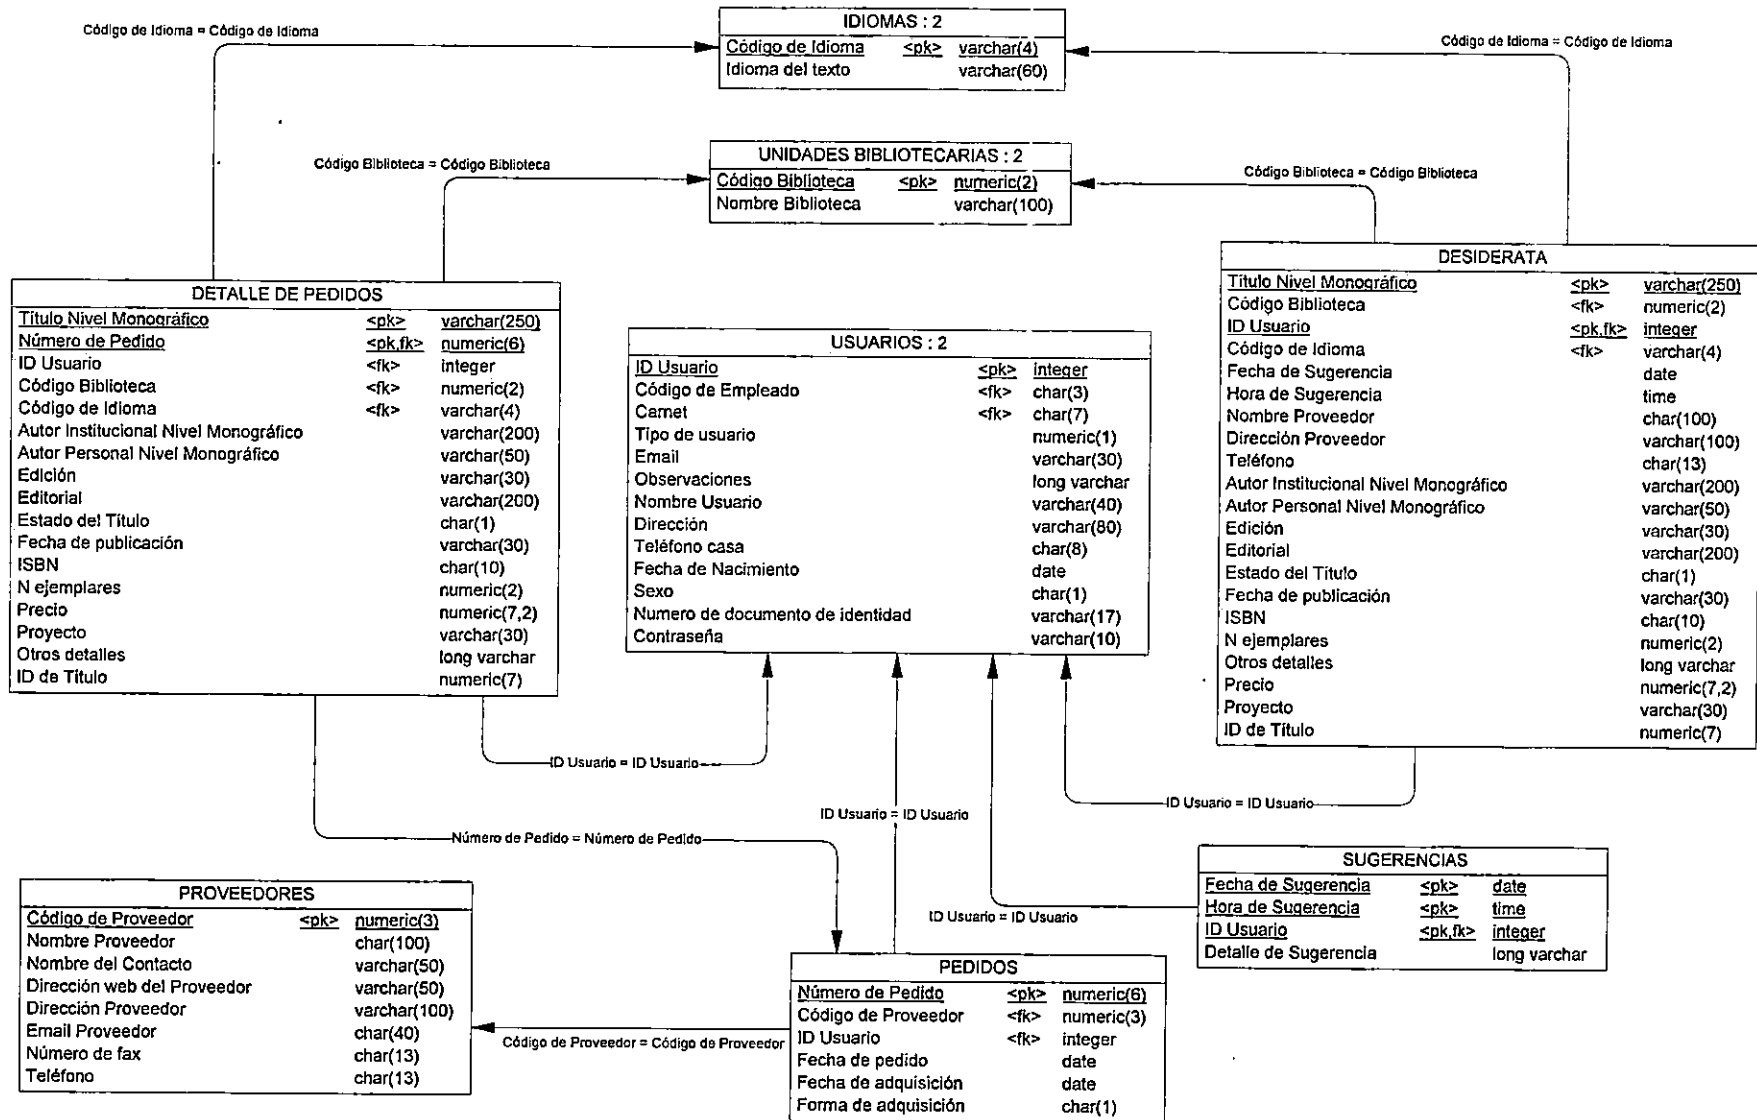 Código de Idioma = Código de Idioma
IDIOMAS : 2
Código de Idioma <pk> varchar(4)
Idioma del texto varchar(60)
Código de Idioma = Código de Idioma
Código Biblioteca = Código Biblioteca
UNIDADES BIBLIOTECARIAS : 2
Código Biblioteca <pk> numeric(2)
Nombre Biblioteca varchar(100)
Código Biblioteca = Código Biblioteca
DETALLE DE PEDIDOS
Título Nivel Monográfico <pk> varchar(250)
Número de Pedido <pk,fk> numeric(6)
ID Usuario <fk> integer
Código Biblioteca <fk> numeric(2)
Código de Idioma <fk> varchar(4)
Autor Institucional Nivel Monográfico varchar(200)
Autor Personal Nivel Monográfico varchar(50)
Edición varchar(30)
Editorial varchar(200)
Estado del Título char(1)
Fecha de publicación varchar(30)
ISBN char(10)
N ejemplares numeric(2)
Precio numeric(7,2)
Proyecto varchar(30)
Otros detalles long varchar
ID de Título numeric(7)
USUARIOS : 2
ID Usuario <pk> integer
Código de Empleado <fk> char(3)
Carnet <fk> char(7)
Tipo de usuario numeric(1)
Email varchar(30)
Observaciones long varchar
Nombre Usuario varchar(40)
Dirección varchar(80)
Teléfono casa char(8)
Fecha de Nacimiento date
Sexo char(1)
Numero de documento de identidad varchar(17)
Contraseña varchar(10)
DESIDERATA
Título Nivel Monográfico <pk> varchar(250)
Código Biblioteca <fk> numeric(2)
ID Usuario <pk,fk> integer
Código de Idioma <fk> varchar(4)
Fecha de Sugerencia date
Hora de Sugerencia time
Nombre Proveedor char(100)
Dirección Proveedor varchar(100)
Teléfono char(13)
Autor Institucional Nivel Monográfico varchar(200)
Autor Personal Nivel Monográfico varchar(50)
Edición varchar(30)
Editorial varchar(200)
Estado del Título char(1)
Fecha de publicación varchar(30)
ISBN char(10)
N ejemplares numeric(2)
Otros detalles long varchar
Precio numeric(7,2)
Proyecto varchar(30)
ID de Título numeric(7)
ID Usuario = ID Usuario
ID Usuario = ID Usuario
ID Usuario = ID Usuario
Número de Pedido = Número de Pedido
ID Usuario = ID Usuario
PROVEEDORES
Código de Proveedor <pk> numeric(3)
Nombre Proveedor char(100)
Nombre del Contacto varchar(50)
Dirección web del Proveedor varchar(50)
Dirección Proveedor varchar(100)
Email Proveedor char(40)
Número de fax char(13)
Teléfono char(13)
Código de Proveedor = Código de Proveedor
PEDIDOS
Número de Pedido <pk> numeric(6)
Código de Proveedor <fk> numeric(3)
ID Usuario <fk> integer
Fecha de pedido date
Fecha de adquisición date
Forma de adquisición char(1)
SUGERENCIAS
Fecha de Sugerencia <pk> date
Hora de Sugerencia <pk> time
ID Usuario <pk,fk> integer
Detalle de Sugerencia long varchar